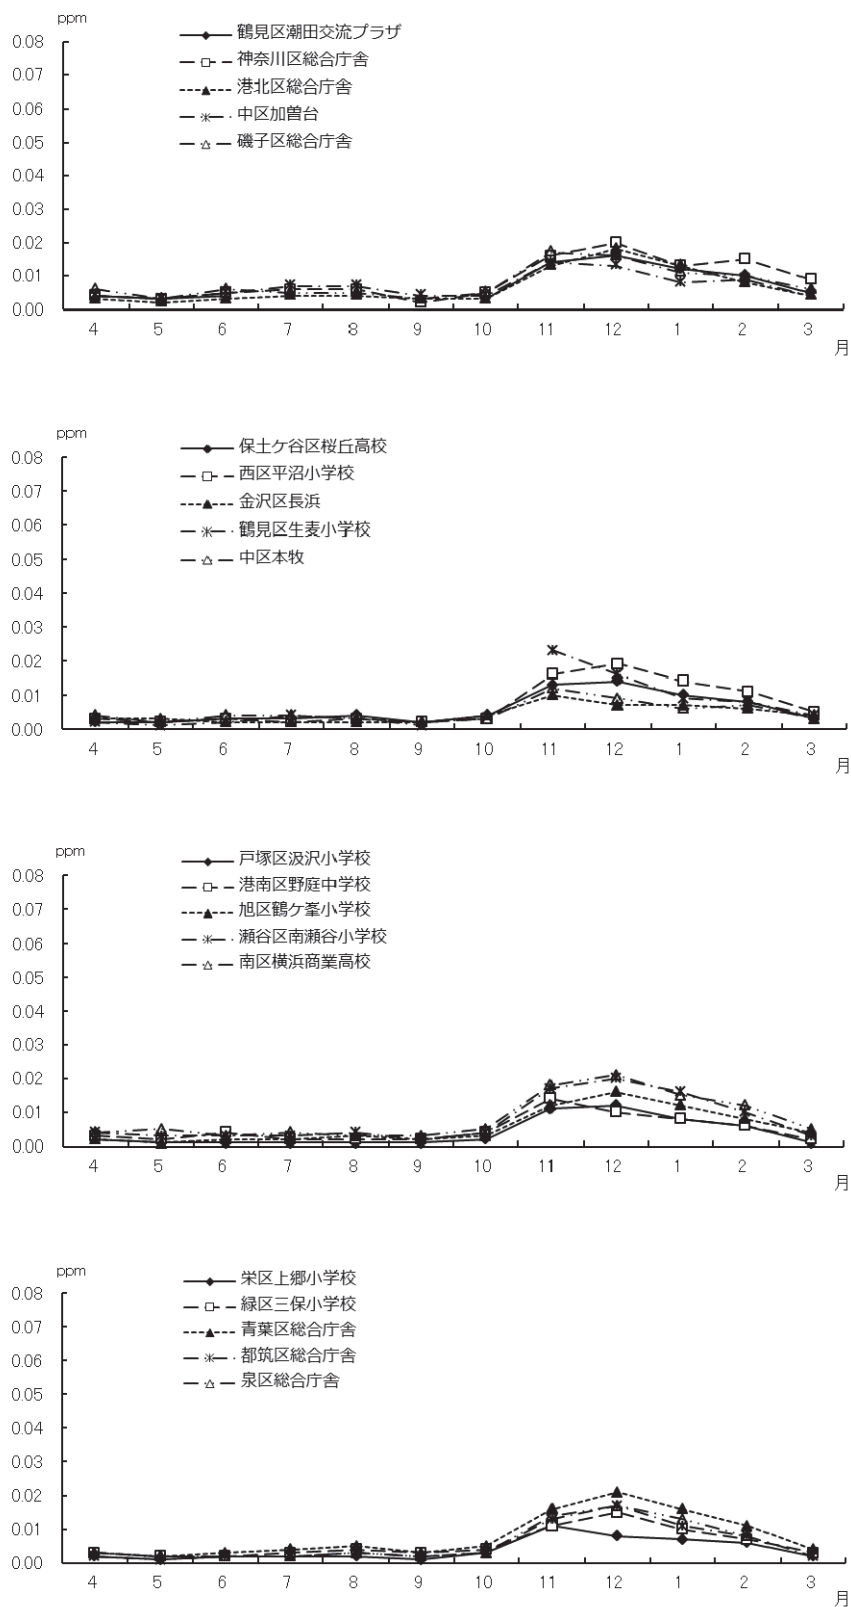 ppm
鶴見区潮田交流プラザ
神奈川区総合庁舎
港北区総合庁舎
中区加曽台
磯子区総合庁舎
0.08
0.07
0.06
0.05
0.04
0.03
0.02
0.01
0.00
4 5 6 7 8 9 10 11 12 1 2 3
月
ppm
保土ケ谷区桜丘高校
西区平沼小学校
金沢区長浜
鶴見区生麦小学校
中区本牧
0.08
0.07
0.06
0.05
0.04
0.03
0.02
0.01
0.00
4 5 6 7 8 9 10 11 12 1 2 3
月
ppm
戸塚区汲沢小学校
港南区野庭中学校
旭区鶴ケ峯小学校
瀬谷区南瀬谷小学校
南区横浜商業高校
0.08
0.07
0.06
0.05
0.04
0.03
0.02
0.01
0.00
4 5 6 7 8 9 10 11 12 1 2 3
月
ppm
栄区上郷小学校
緑区三保小学校
青葉区総合庁舎
都筑区総合庁舎
泉区総合庁舎
0.08
0.07
0.06
0.05
0.04
0.03
0.02
0.01
0.00
4 5 6 7 8 9 10 11 12 1 2 3
月